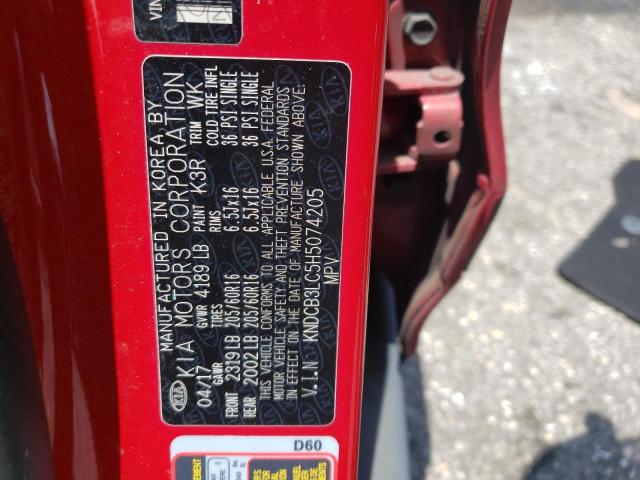 VIN
MANUFACTURED IN KOREA BY
KIA KIA MOTORS CORPORATION
04/17 GVWR 4189 LB PAINT K3R TRIM WK
GAWR TIRES RIMS COLD-TIRE INFL
FRONT 2319 LB 205/60R16 6.5Jx16 36 PSI SINGLE
REAR 2002 LB 205/60R16 6.5Jx16 36 PSI SINGLE
THIS VEHICLE CONFORMS TO ALL APPLICABLE U.S.A. FEDERAL
MOTOR VEHICLE SAFETY AND THEFT PREVENTION STANDARDS
IN EFFECT ON THE DATE OF MANUFACTURE SHOWN ABOVE.
V.I.N KNDCB3LC5H5074205
MPV
D60